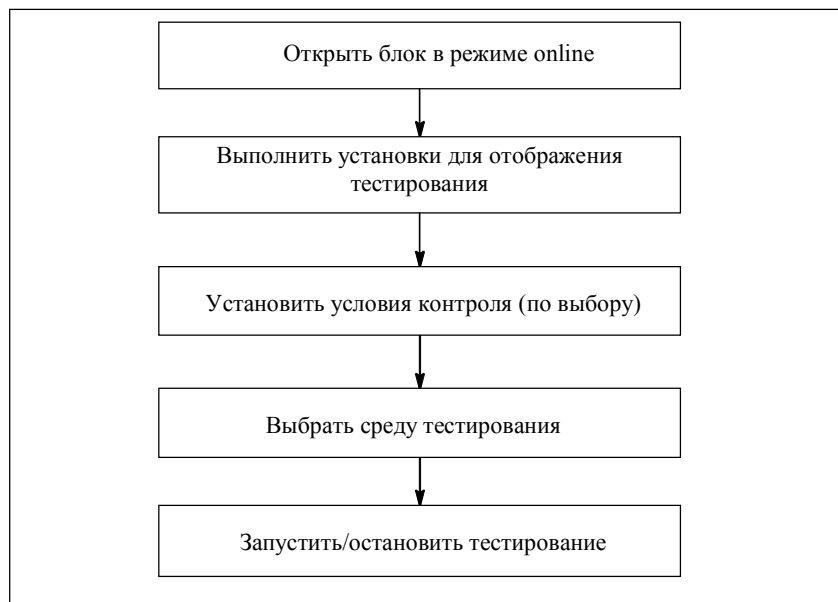 Открыть блок в режиме online
Выполнить установки для отображения
тестирования
Установить условия контроля (по выбору)
Выбрать среду тестирования
Запустить/остановить тестирование